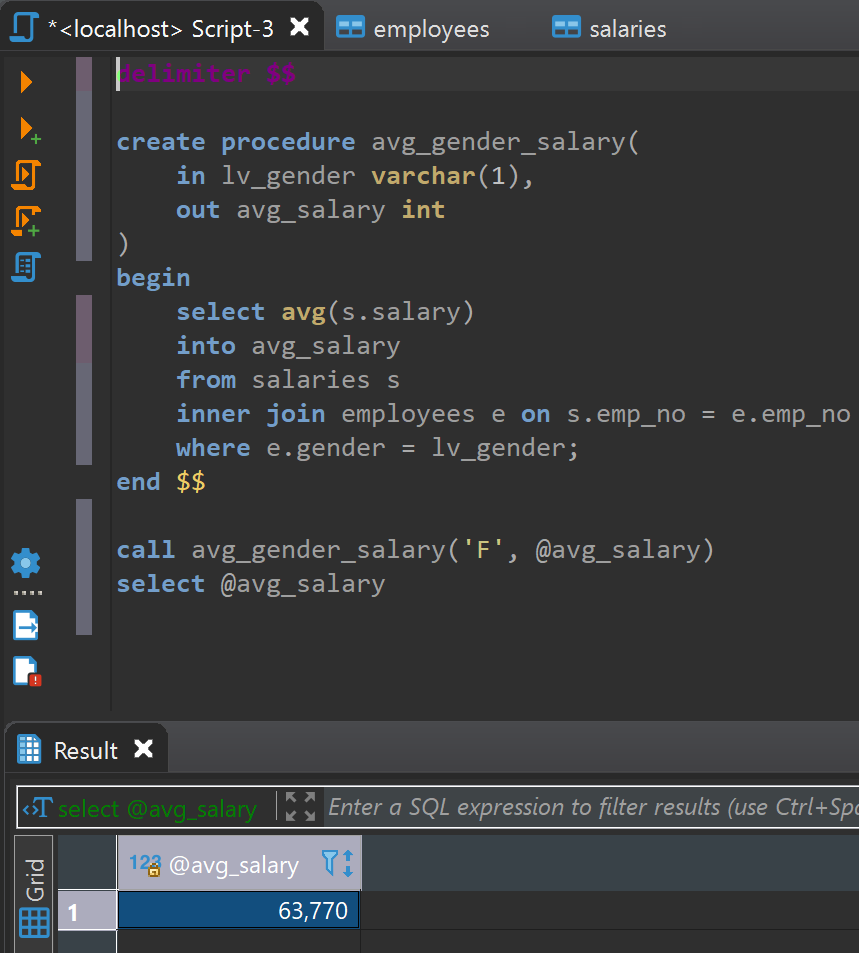 *<localhost> Script-3
employees
salaries
delimiter $$
create procedure avg_gender_salary(
in lv_gender varchar(1),
out avg_salary int
)
begin
select avg(s.salary)
into avg_salary
from salaries s
inner join employees e on s.emp_no = e.emp_no
where e.gender = lv_gender;
end $$
call avg_gender_salary('F', @avg_salary)
select @avg_salary
Result
select @avg_salary
Enter a SQL expression to filter results (use Ctrl+Spa
Grid
123 @avg_salary
1
63,770